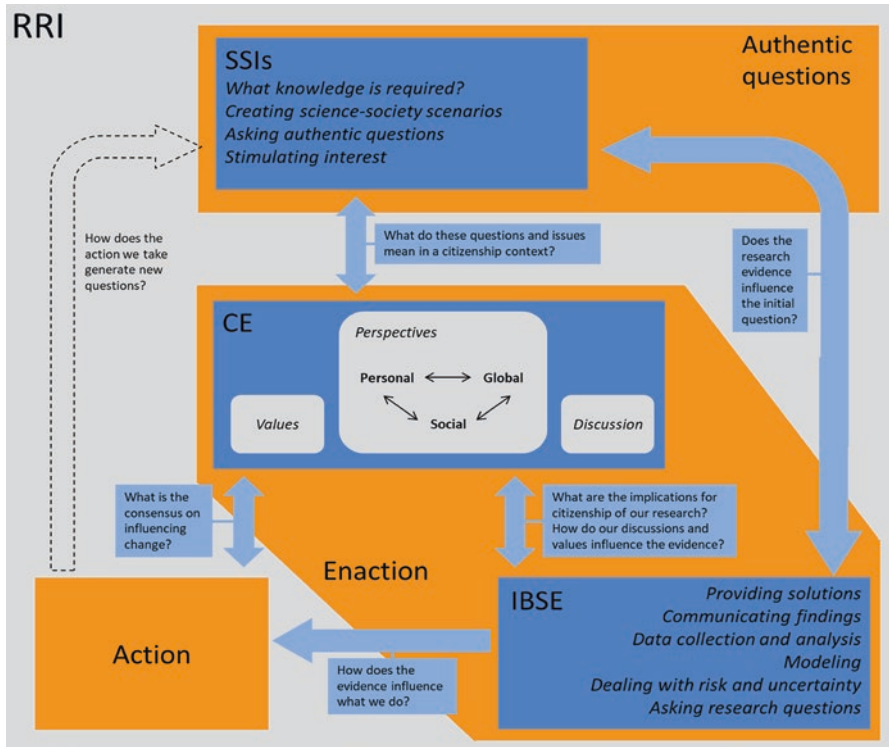 RRI
Authentic
questions
SSIs
What knowledge is required?
Creating science-society scenarios
Asking authentic questions
Stimulating interest
How does the
action we take
generate new
questions?
What do these questions and issues
mean in a citizenship context?
Does the
research
evidence
influence
the initial
question?
CE
Perspectives
Personal
Global
Social
Values
Discussion
What is the
consensus on
influencing
change?
What are the implications for
citizenship of our research?
How do our discussions and
values influence the evidence?
Enaction
IBSE
Providing solutions
Communicating findings
Data collection and analysis
Modeling
Dealing with risk and uncertainty
Asking research questions
Action
How does the
evidence influence
what we do?